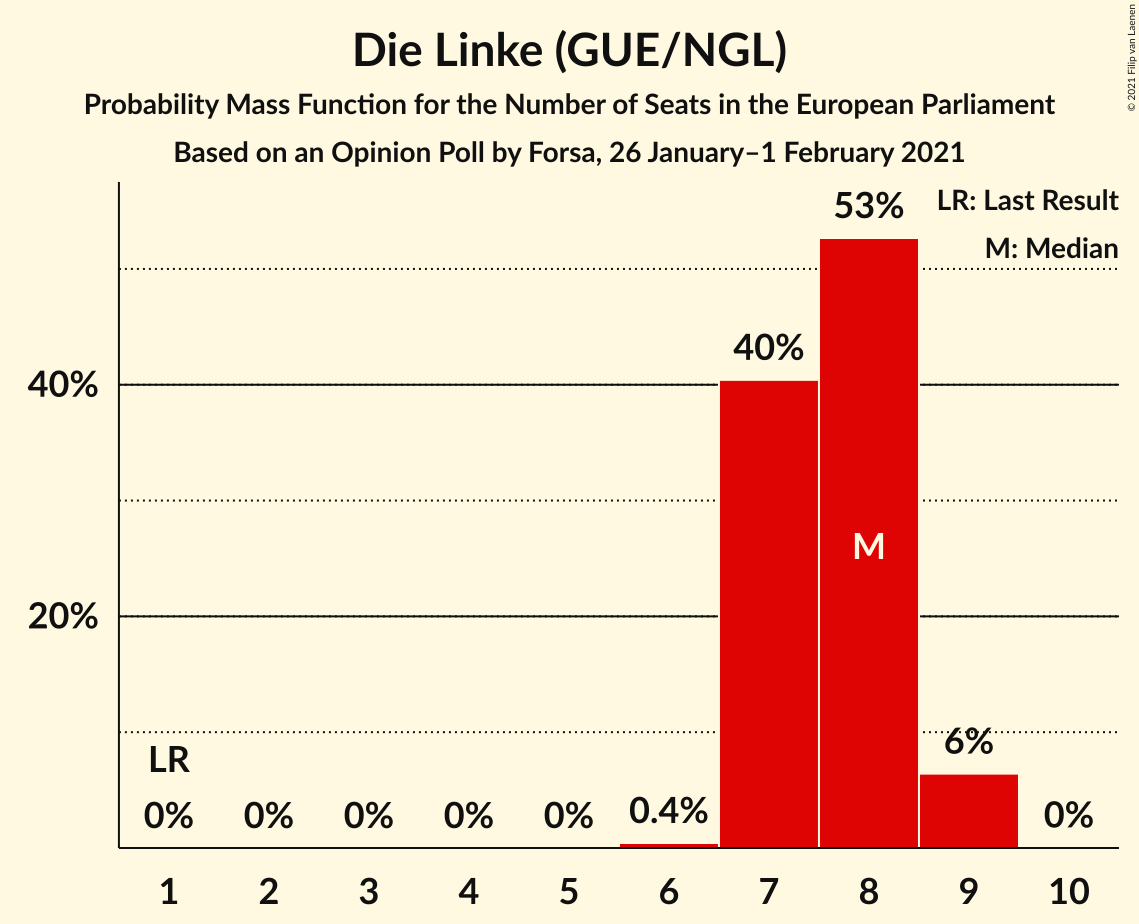 Die Linke (GUE/NGL)
Probability Mass Function for the Number of Seats in the European Parliament
Based on an Opinion Poll by Forsa, 26 January–1 February 2021
© 2021 Filip van Laenen
LR: Last Result
M: Median
53%
40%
40%
M
20%
6%
LR
0% 0% 0% 0% 0% 0.4% 0%
1 2 3 4 5 6 7 8 9 10